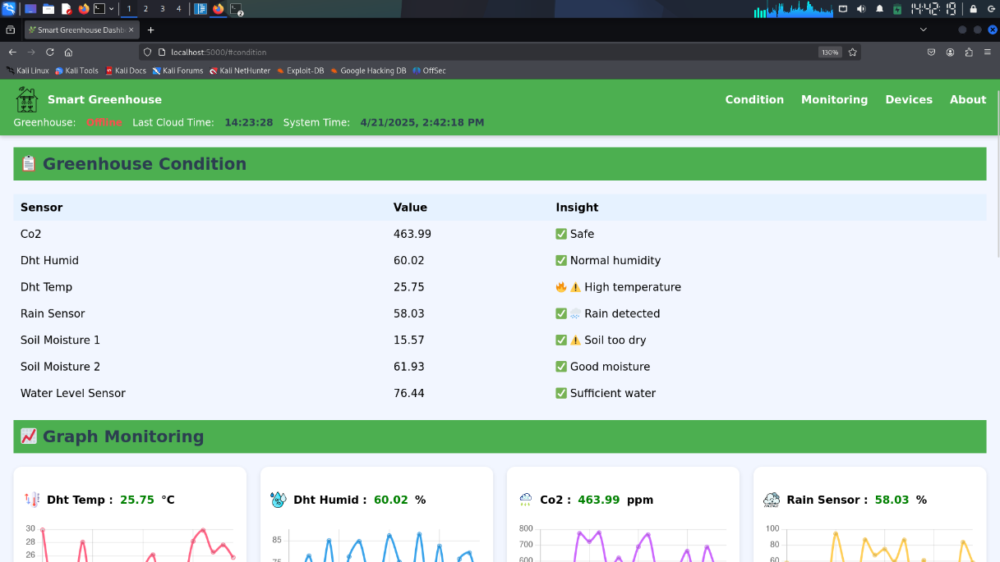 1 2 3 4 2 14:42:19
Smart Greenhouse Dashb
localhost:5000/#condition 130%
Kali Linux Kali Tools Kali Docs Kali Forums Kali NetHunter Exploit-DB Google Hacking DB OffSec
Smart Greenhouse Condition Monitoring Devices About
Greenhouse: Offline Last Cloud Time: 14:23:28 System Time: 4/21/2025, 2:42:18 PM
Greenhouse Condition
Sensor Value Insight
Co2 463.99 Safe
Dht Humid 60.02 Normal humidity
Dht Temp 25.75 High temperature
Rain Sensor 58.03 Rain detected
Soil Moisture 1 15.57 Soil too dry
Soil Moisture 2 61.93 Good moisture
Water Level Sensor 76.44 Sufficient water
Graph Monitoring
Dht Temp : 25.75 °C Dht Humid : 60.02 % Co2 : 463.99 ppm Rain Sensor : 58.03 %
30 800 100
28 85 700 80
26